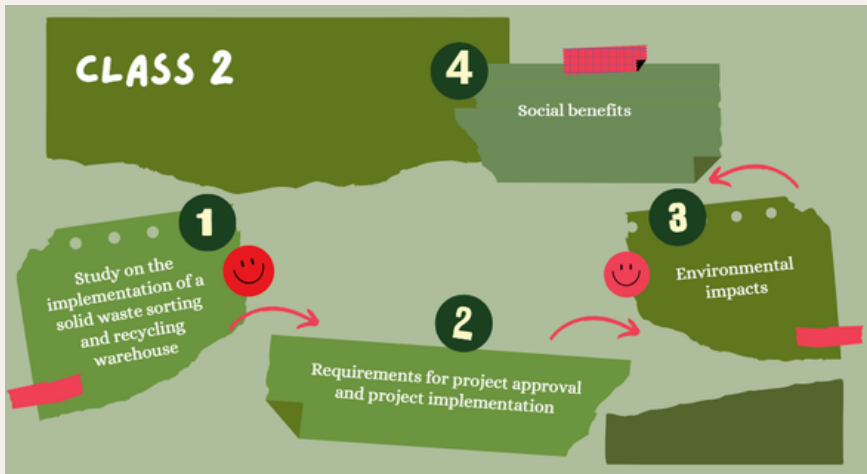 CLASS 2
1
Study on the
implementation of a
solid waste sorting
and recycling
warehouse
2
Requirements for project approval
and project implementation
3
Environmental
impacts
4
Social benefits